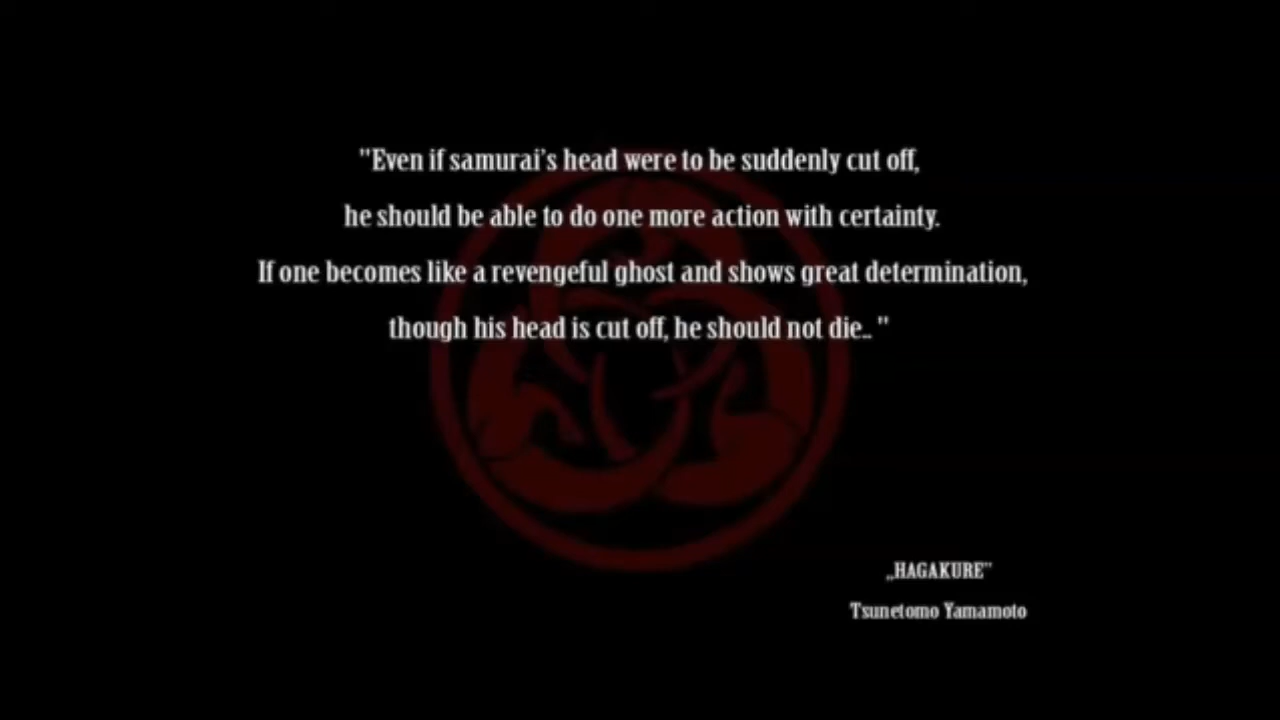 "Even if samurai's head were to be suddenly cut off,
he should be able to do one more action with certainty.
If one becomes like a revengeful ghost and shows great determination,
though his head is cut off, he should not die.. "
„HAGAKURE”
Tsunetomo Yamamoto